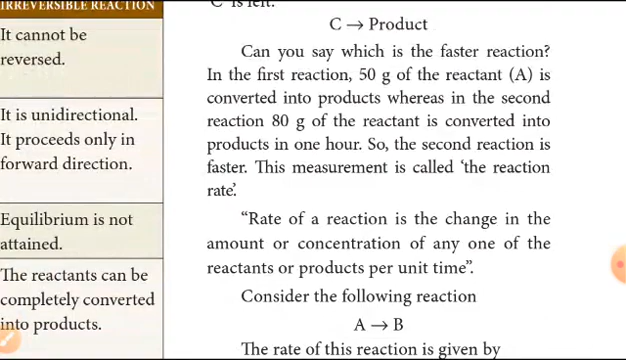 IRREVERSIBLE REACTION
It cannot be
reversed.
It is unidirectional.
It proceeds only in
forward direction.
Equilibrium is not
attained.
The reactants can be
completely converted
into products.
‘C’ is left.
C → Product
Can you say which is the faster reaction?
In the first reaction, 50 g of the reactant (A) is
converted into products whereas in the second
reaction 80 g of the reactant is converted into
products in one hour. So, the second reaction is
faster. This measurement is called ‘the reaction
rate’.
“Rate of a reaction is the change in the
amount or concentration of any one of the
reactants or products per unit time”.
Consider the following reaction
A → B
The rate of this reaction is given by